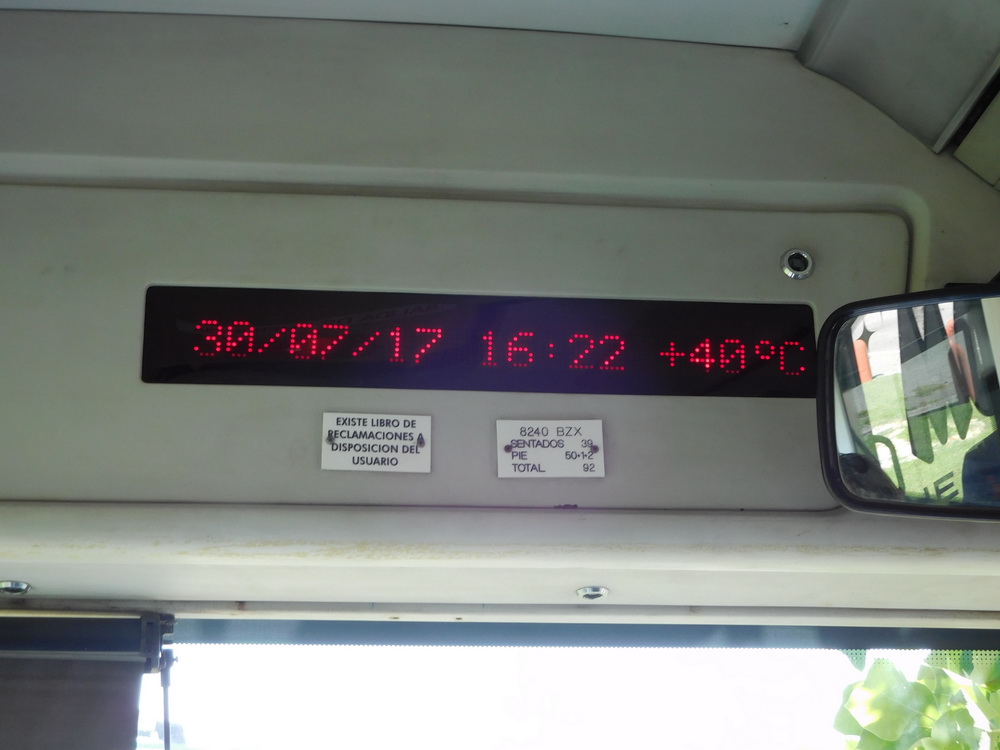 30/07/17 16:22 +40ºC
EXISTE LIBRO DE
RECLAMACIONES A
DISPOSICION DEL
USUARIO
8240 BZX
SENTADOS 39
PIE 50+1+2
TOTAL 92